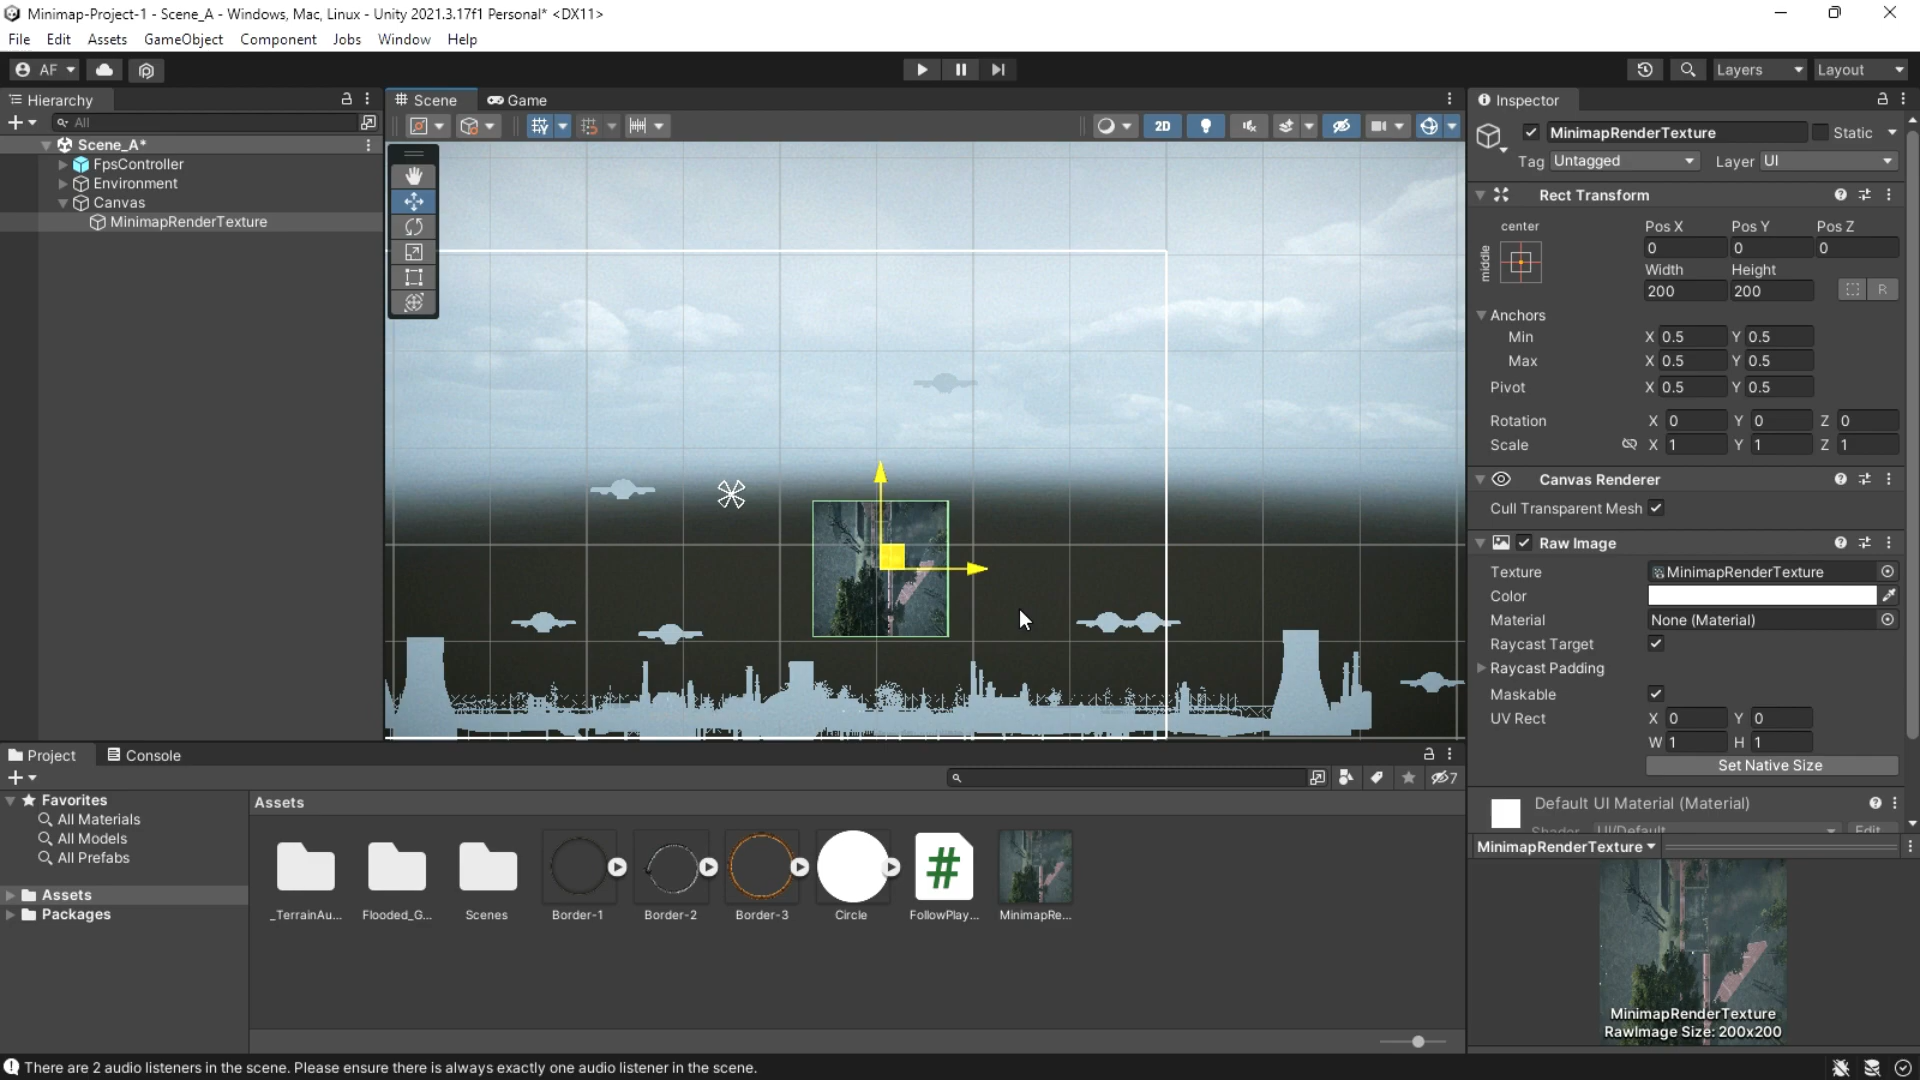 Minimap-Project-1 - Scene_A - Windows, Mac, Linux - Unity 2021.3.17f1 Personal* <DX11>
File Edit Assets GameObject Component Jobs Window Help
AF
Layers
Layout
Hierarchy
All
Scene_A*
FpsController
Environment
Canvas
MinimapRenderTexture
Scene
Game
2D
Inspector
MinimapRenderTexture
Static
Tag Untagged
Layer UI
Rect Transform
center
middle
Pos X Pos Y Pos Z
0 0 0
Width Height
200 200
R
Anchors
Min X 0.5 Y 0.5
Max X 0.5 Y 0.5
Pivot X 0.5 Y 0.5
Rotation X 0 Y 0 Z 0
Scale X 1 Y 1 Z 1
Canvas Renderer
Cull Transparent Mesh
Raw Image
Texture MinimapRenderTexture
Color
Material None (Material)
Raycast Target
Raycast Padding
Maskable
UV Rect X 0 Y 0
W 1 H 1
Set Native Size
Default UI Material (Material)
Shader UI/Default Edit
MinimapRenderTexture
MinimapRenderTexture
RawImage Size: 200x200
Project
Console
7
Favorites
All Materials
All Models
All Prefabs
Assets
Packages
Assets
_TerrainAu...
Flooded_G...
Scenes
Border-1
Border-2
Border-3
Circle
#
FollowPlay...
MinimapRe...
There are 2 audio listeners in the scene. Please ensure there is always exactly one audio listener in the scene.